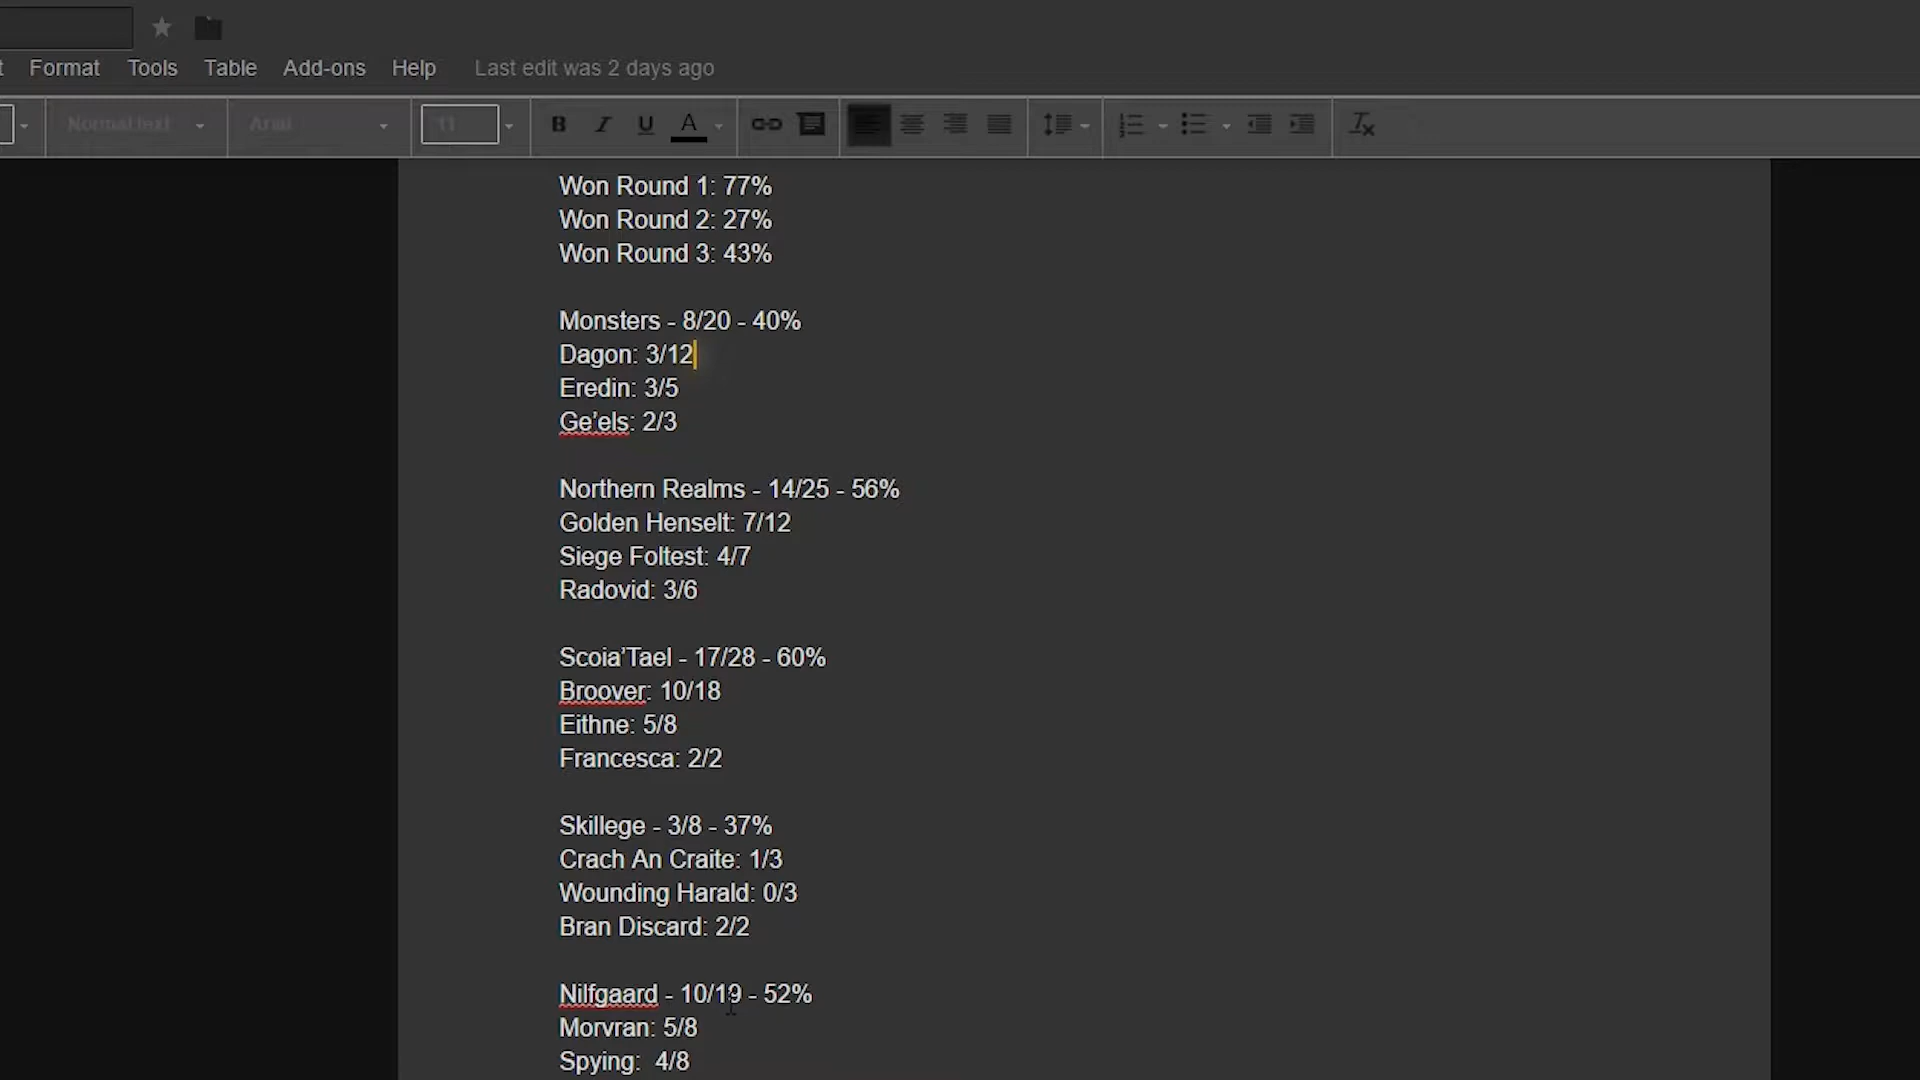 Format Tools Table Add-ons Help Last edit was 2 days ago
Normal text Arial 11 B I U A
Won Round 1: 77%
Won Round 2: 27%
Won Round 3: 43%
Monsters - 8/20 - 40%
Dagon: 3/12
Eredin: 3/5
Ge'els: 2/3
Northern Realms - 14/25 - 56%
Golden Henselt: 7/12
Siege Foltest: 4/7
Radovid: 3/6
Scoia'Tael - 17/28 - 60%
Broover: 10/18
Eithne: 5/8
Francesca: 2/2
Skillege - 3/8 - 37%
Crach An Craite: 1/3
Wounding Harald: 0/3
Bran Discard: 2/2
Nilfgaard - 10/19 - 52%
Morvran: 5/8
Spying:  4/8